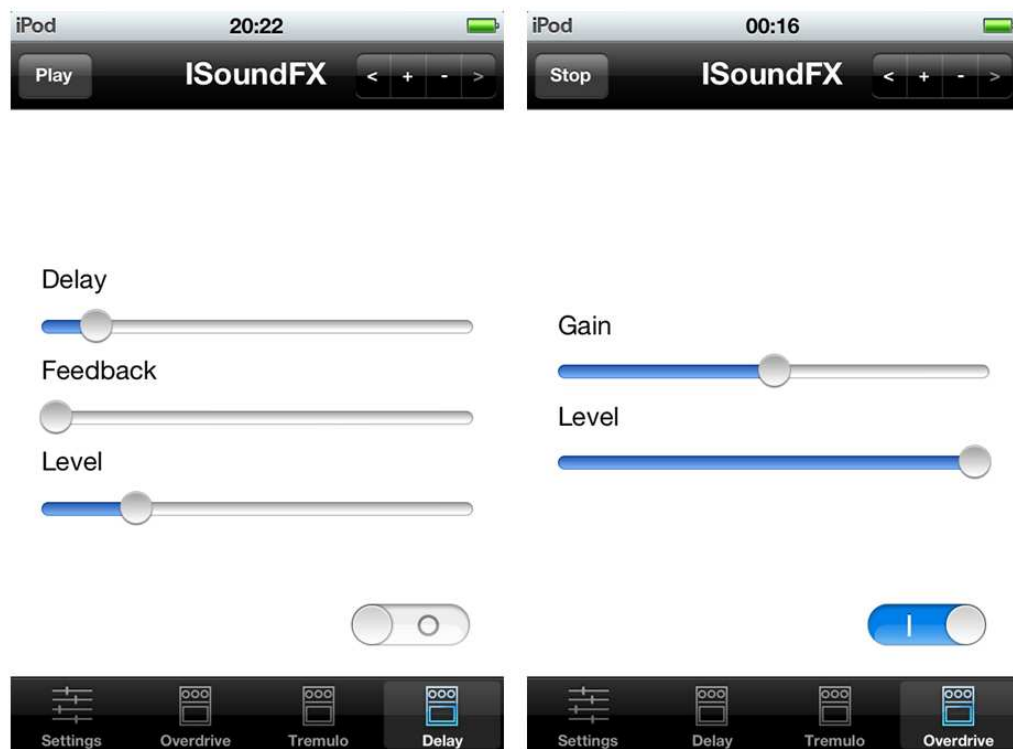 iPod 20:22
Play ISoundFX < + - >
Delay
Feedback
Level
Settings Overdrive Tremulo Delay
iPod 00:16
Stop ISoundFX < + - >
Gain
Level
Settings Delay Tremulo Overdrive